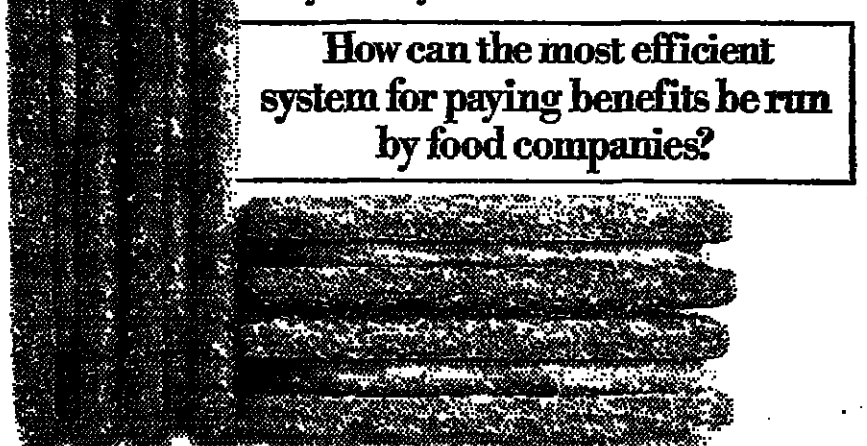 How can the most efficient
system for paying benefits be run
by food companies?